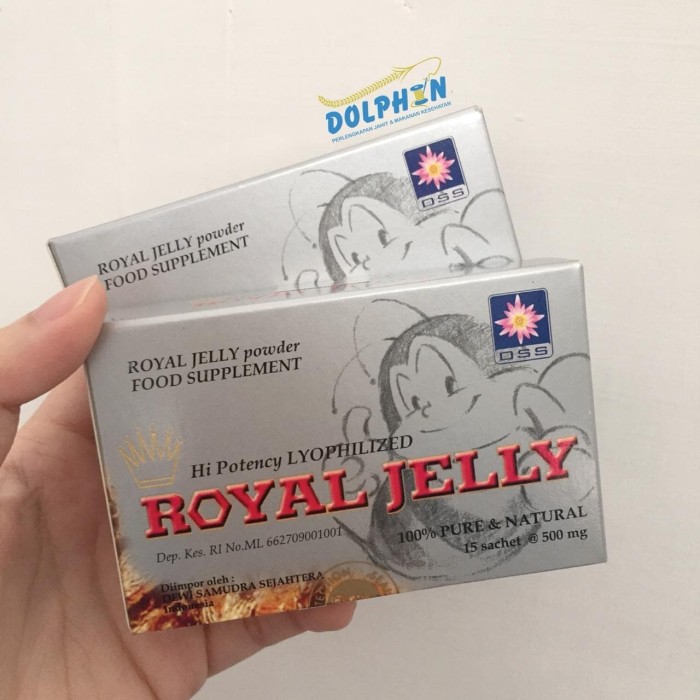 DOLPHIN
PERLENGKAPAN JAHIT & MAKANAN KESEHATAN
DSS
ROYAL JELLY powder
FOOD SUPPLEMENT
DSS
ROYAL JELLY powder
FOOD SUPPLEMENT
Hi Potency LYOPHILIZED
ROYAL JELLY
Dep. Kes. RI No.ML 662709001001
100% PURE & NATURAL
15 sachet @ 500 mg
Diimpor oleh :
DEWI SAMUDRA SEJAHTERA
Indonesia